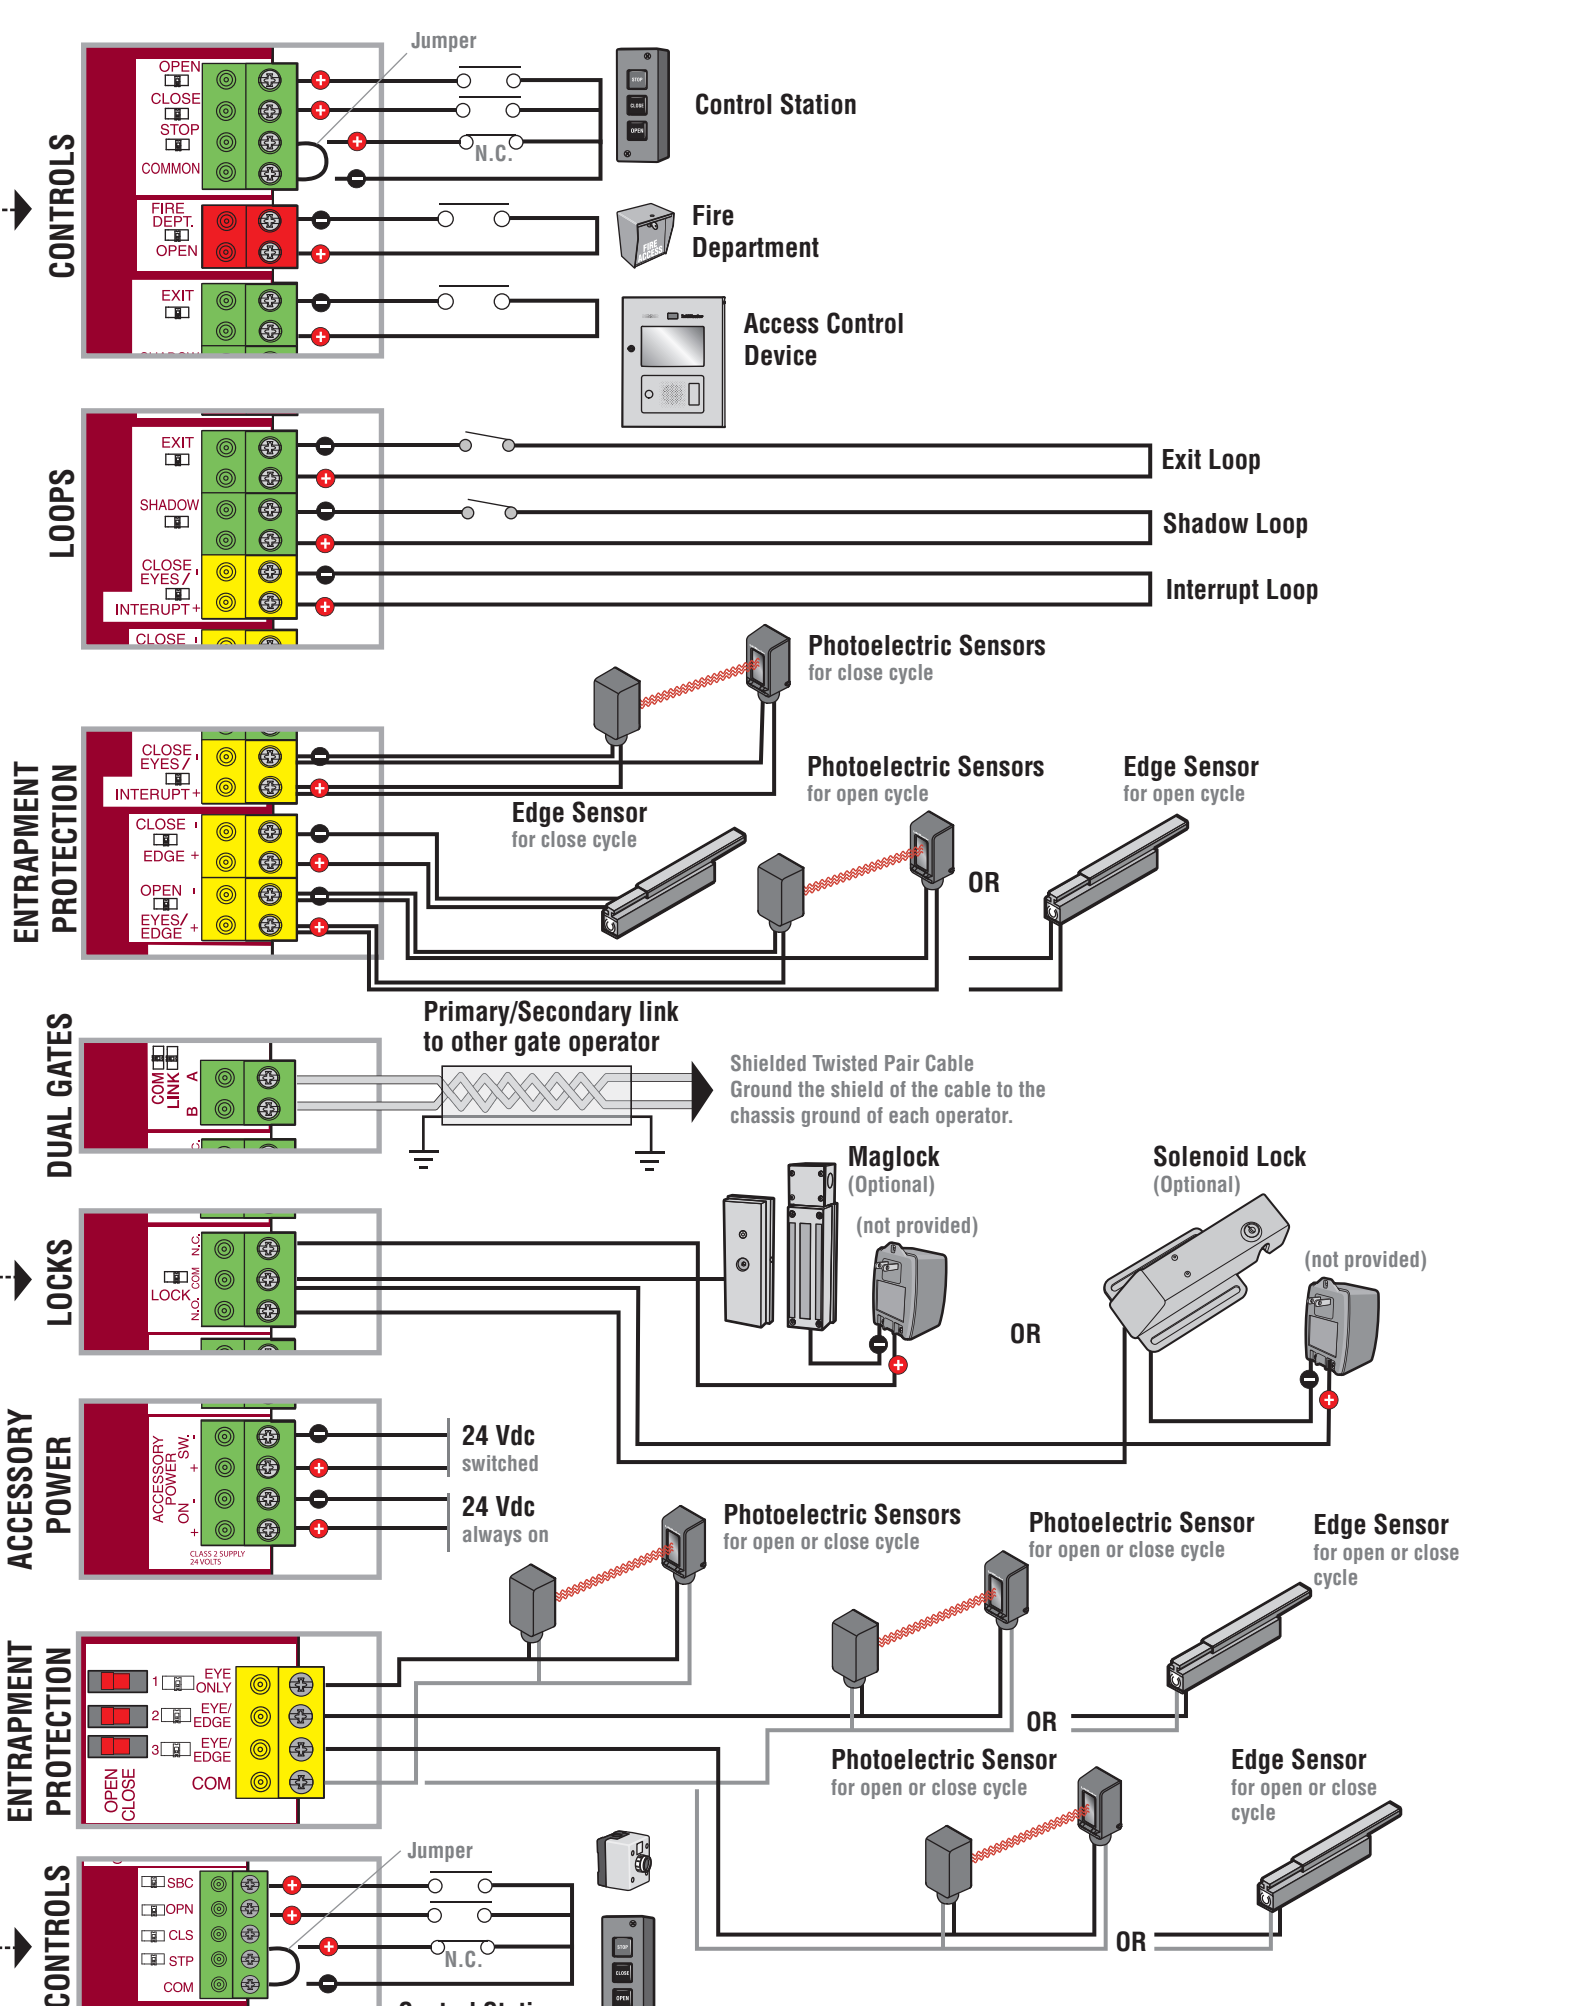 CONTROLS
OPEN
CLOSE
STOP
COMMON
Jumper
N.C.
STOP
CLOSE
OPEN
Control Station
FIRE
DEPT.
OPEN
FIRE
ACCESS
Fire
Department
EXIT
Access Control
Device
LOOPS
EXIT
SHADOW
CLOSE -
EYES/
INTERUPT +
CLOSE -
Exit Loop
Shadow Loop
Interrupt Loop
ENTRAPMENT
PROTECTION
CLOSE -
EYES/
INTERUPT +
CLOSE -
EDGE +
OPEN -
EYES/ +
EDGE
Photoelectric Sensors
for close cycle
Edge Sensor
for close cycle
Photoelectric Sensors
for open cycle
OR
Edge Sensor
for open cycle
DUAL GATES
COM
LINK
A
B
Primary/Secondary link
to other gate operator
Shielded Twisted Pair Cable
Ground the shield of the cable to the
chassis ground of each operator.
LOCKS
LOCK
N.C.
COM
N.O.
Maglock
(Optional)
(not provided)
OR
Solenoid Lock
(Optional)
(not provided)
ACCESSORY
POWER
ACCESSORY
POWER
SW. -
+
ON -
+
CLASS 2 SUPPLY
24 VOLTS
24 Vdc
switched
24 Vdc
always on
ENTRAPMENT
PROTECTION
1 EYE
ONLY
2 EYE/
EDGE
3 EYE/
EDGE
COM
OPEN
CLOSE
Photoelectric Sensors
for open or close cycle
Photoelectric Sensor
for open or close cycle
OR
Edge Sensor
for open or close
cycle
Photoelectric Sensor
for open or close cycle
OR
Edge Sensor
for open or close
cycle
CONTROLS
SBC
OPN
CLS
STP
COM
Jumper
N.C.
STOP
CLOSE
OPEN